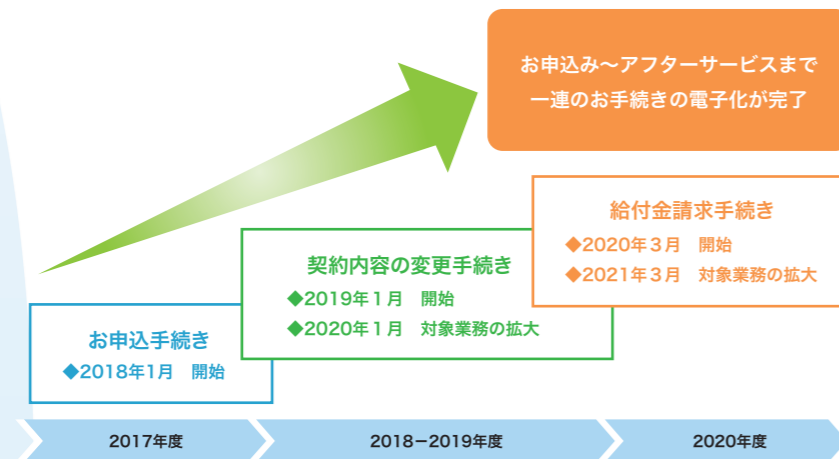 お申込み～アフターサービスまで
一連のお手続きの電子化が完了
給付金請求手続き
◆2020年３月　開始
◆2021年３月　対象業務の拡大
契約内容の変更手続き
◆2019年１月　開始
◆2020年１月　対象業務の拡大
お申込手続き
◆2018年1月　開始
2017年度
2018－2019年度
2020年度